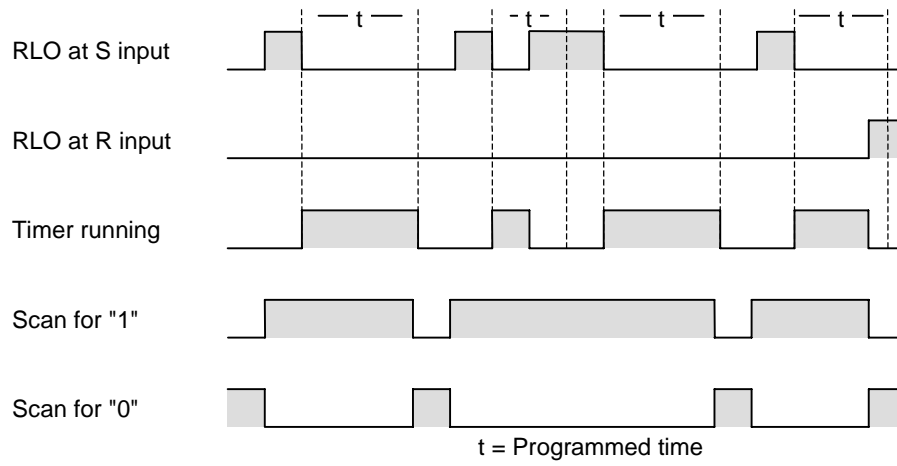 t t t t
RLO at S input
RLO at R input
Timer running
Scan for "1"
Scan for "0"
t = Programmed time